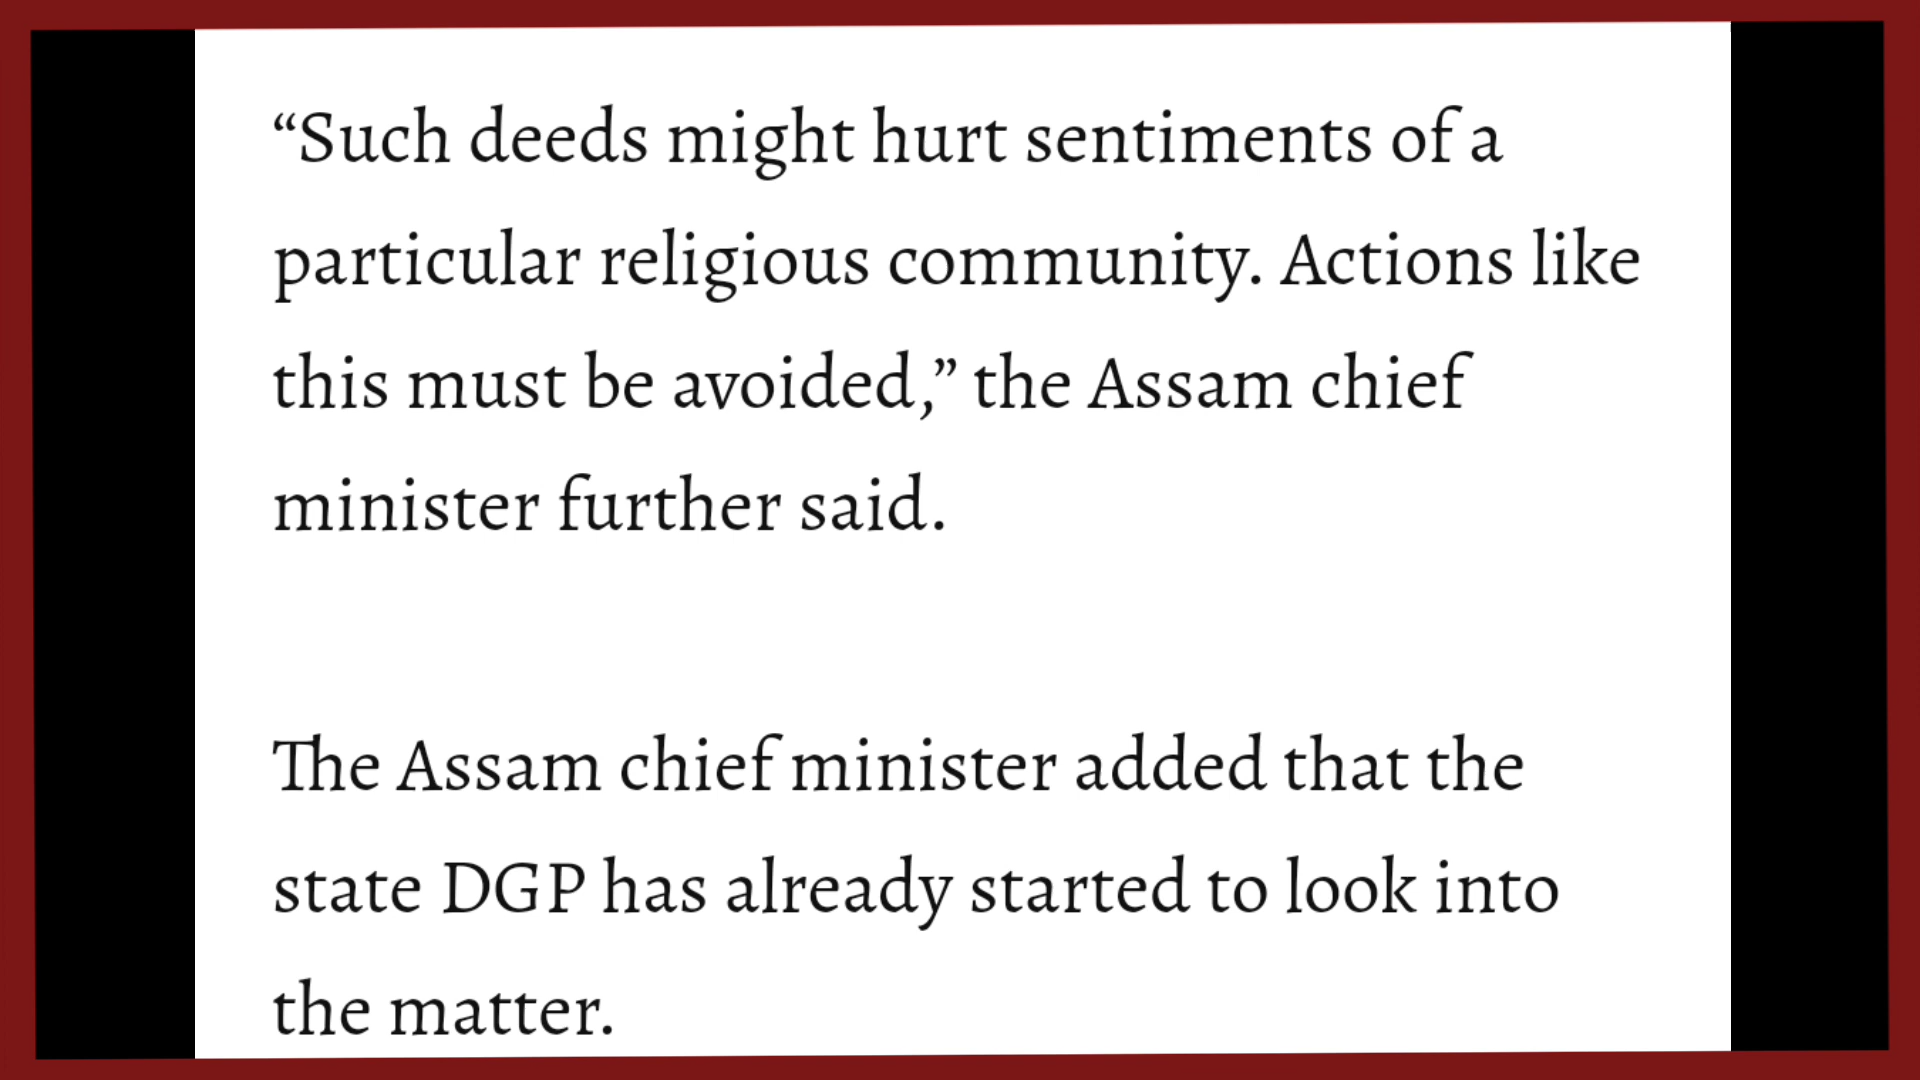 “Such deeds might hurt sentiments of a
particular religious community. Actions like
this must be avoided,” the Assam chief
minister further said.
The Assam chief minister added that the
state DGP has already started to look into
the matter.